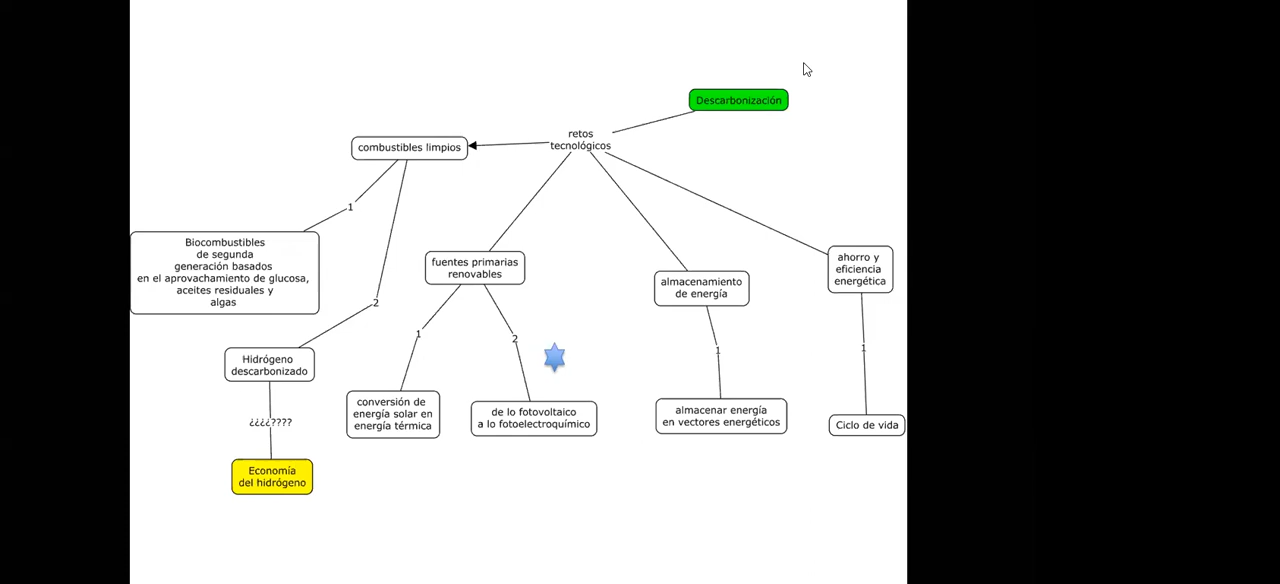 Descarbonización
retos
tecnológicos
combustibles limpios
1
Biocombustibles
de segunda
generación basados
en el aprovachamiento de glucosa,
aceites residuales y
algas
2
Hidrógeno
descarbonizado
¿¿¿¿????
Economía
del hidrógeno
fuentes primarias
renovables
1
conversión de
energía solar en
energía térmica
2
de lo fotovoltaico
a lo fotoelectroquímico
almacenamiento
de energía
1
almacenar energía
en vectores energéticos
ahorro y
eficiencia
energética
1
Ciclo de vida